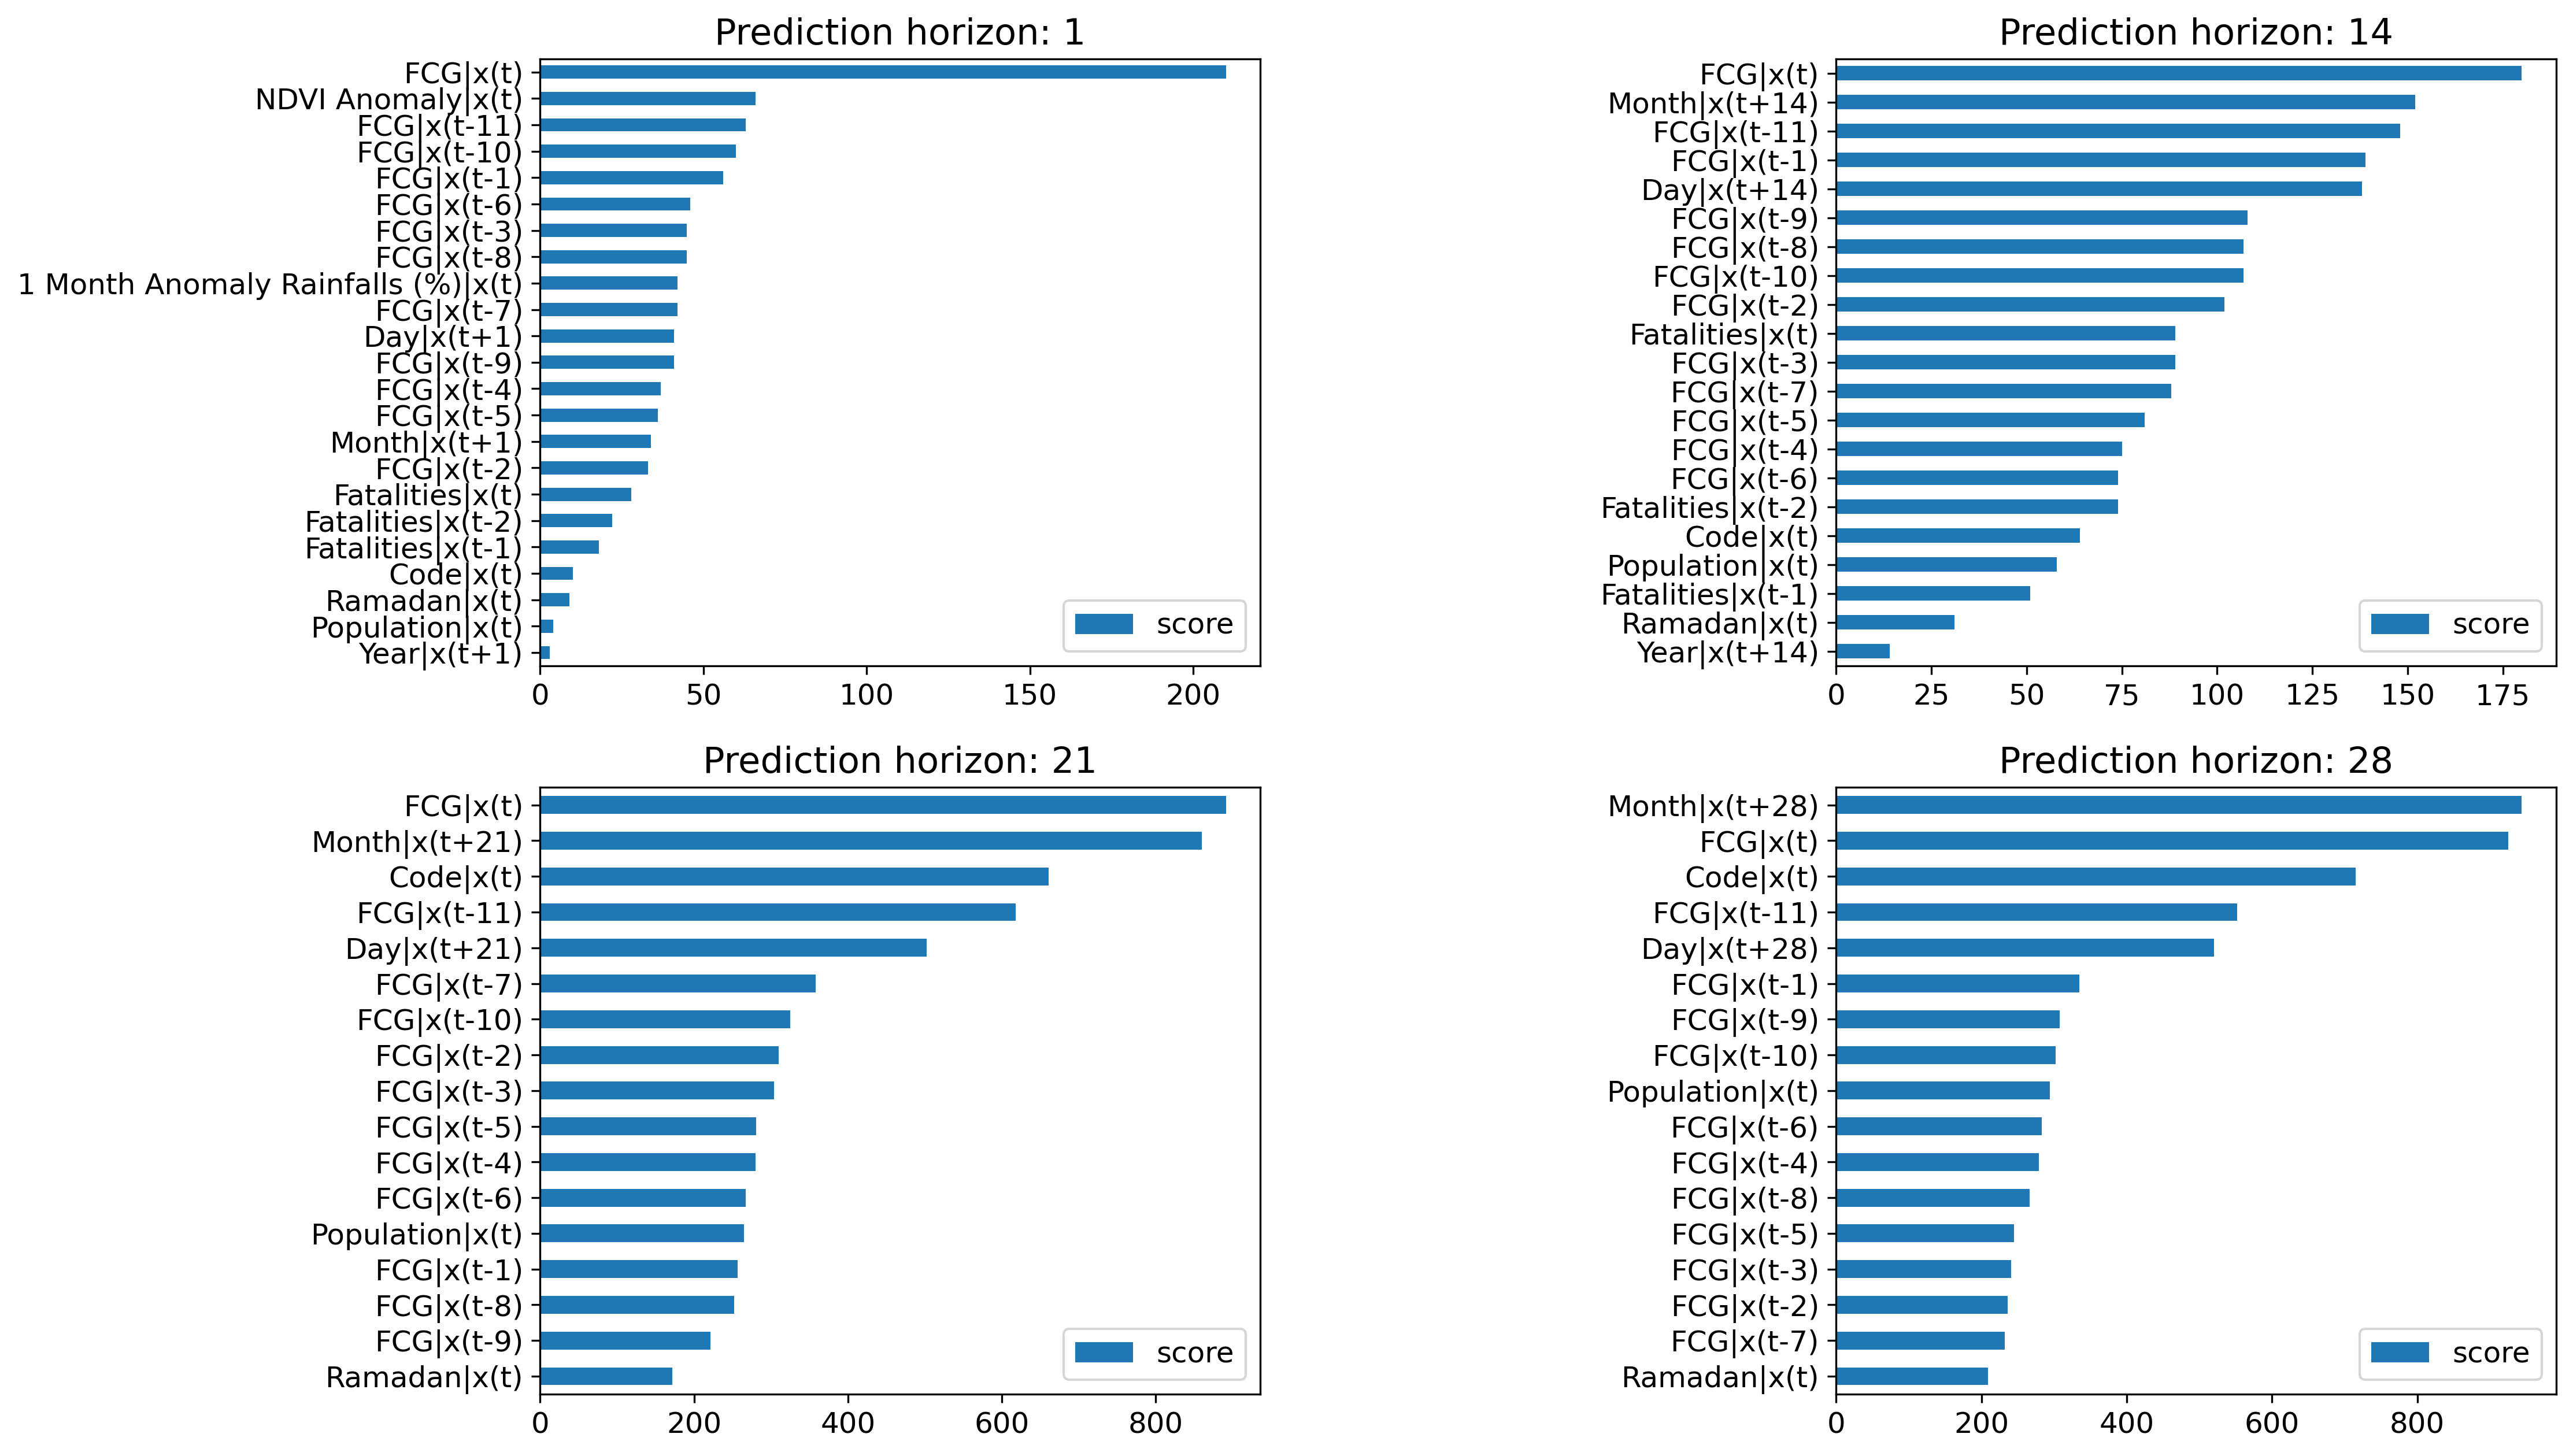 Prediction horizon: 1
FCG|x(t)
NDVI Anomaly|x(t)
FCG|x(t-11)
FCG|x(t-10)
FCG|x(t-1)
FCG|x(t-6)
FCG|x(t-3)
FCG|x(t-8)
1 Month Anomaly Rainfalls (%)|x(t)
FCG|x(t-7)
Day|x(t+1)
FCG|x(t-9)
FCG|x(t-4)
FCG|x(t-5)
Month|x(t+1)
FCG|x(t-2)
Fatalities|x(t)
Fatalities|x(t-2)
Fatalities|x(t-1)
Code|x(t)
Ramadan|x(t)
Population|x(t)
Year|x(t+1)
score
0 50 100 150 200
Prediction horizon: 14
FCG|x(t)
Month|x(t+14)
FCG|x(t-11)
FCG|x(t-1)
Day|x(t+14)
FCG|x(t-9)
FCG|x(t-8)
FCG|x(t-10)
FCG|x(t-2)
Fatalities|x(t)
FCG|x(t-3)
FCG|x(t-7)
FCG|x(t-5)
FCG|x(t-4)
FCG|x(t-6)
Fatalities|x(t-2)
Code|x(t)
Population|x(t)
Fatalities|x(t-1)
Ramadan|x(t)
Year|x(t+14)
score
0 25 50 75 100 125 150 175
Prediction horizon: 21
FCG|x(t)
Month|x(t+21)
Code|x(t)
FCG|x(t-11)
Day|x(t+21)
FCG|x(t-7)
FCG|x(t-10)
FCG|x(t-2)
FCG|x(t-3)
FCG|x(t-5)
FCG|x(t-4)
FCG|x(t-6)
Population|x(t)
FCG|x(t-1)
FCG|x(t-8)
FCG|x(t-9)
Ramadan|x(t)
score
0 200 400 600 800
Prediction horizon: 28
Month|x(t+28)
FCG|x(t)
Code|x(t)
FCG|x(t-11)
Day|x(t+28)
FCG|x(t-1)
FCG|x(t-9)
FCG|x(t-10)
Population|x(t)
FCG|x(t-6)
FCG|x(t-4)
FCG|x(t-8)
FCG|x(t-5)
FCG|x(t-3)
FCG|x(t-2)
FCG|x(t-7)
Ramadan|x(t)
score
0 200 400 600 800